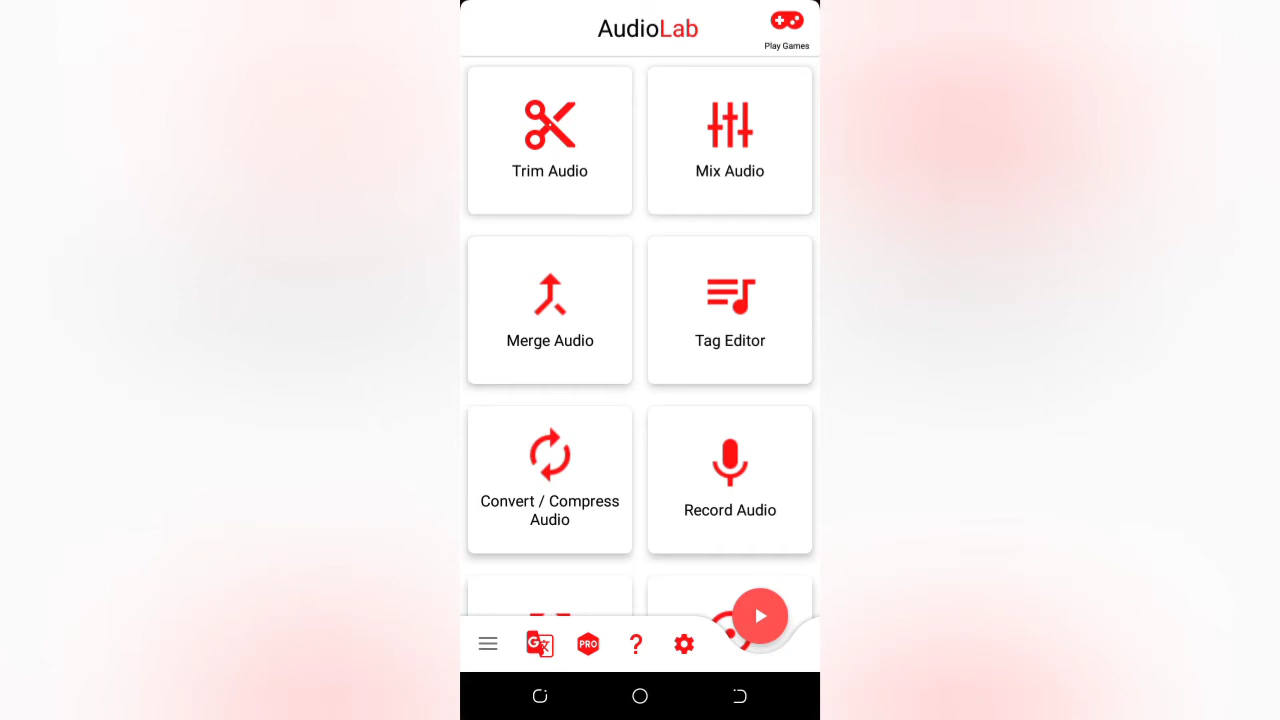 AudioLab
Play Games
Trim Audio
Mix Audio
Merge Audio
Tag Editor
Convert / Compress
Audio
Record Audio
G
PRO
?